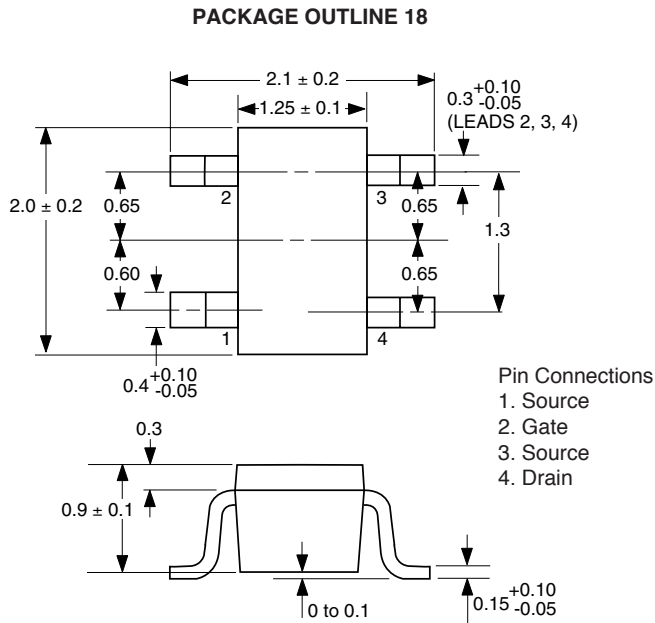 PACKAGE OUTLINE 18
2.1 ± 0.2
1.25 ± 0.1
0.3 +0.10 -0.05
(LEADS 2, 3, 4)
2
3
2.0 ± 0.2
0.65
0.65
1.3
0.60
0.65
1
4
0.4 +0.10 -0.05
Pin Connections
1. Source
2. Gate
3. Source
4. Drain
0.3
0.9 ± 0.1
0 to 0.1
0.15 +0.10 -0.05